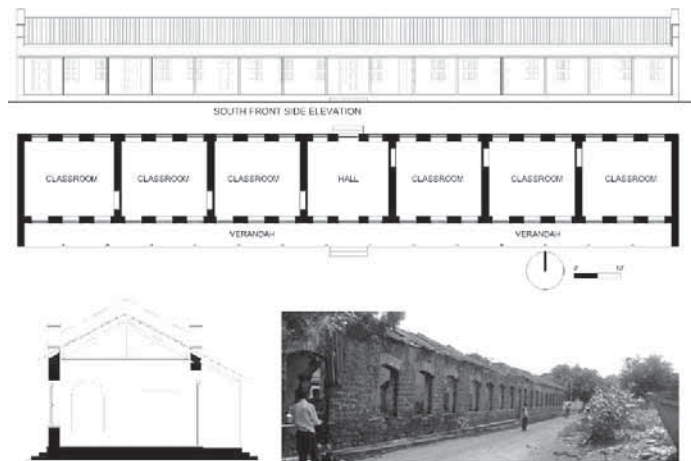 SOUTH FRONT SIDE ELEVATION
CLASSROOM CLASSROOM CLASSROOM HALL CLASSROOM CLASSROOM CLASSROOM
VERANDAH VERANDAH
0' 10'